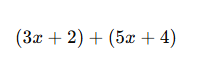 (3x + 2) + (5x + 4)